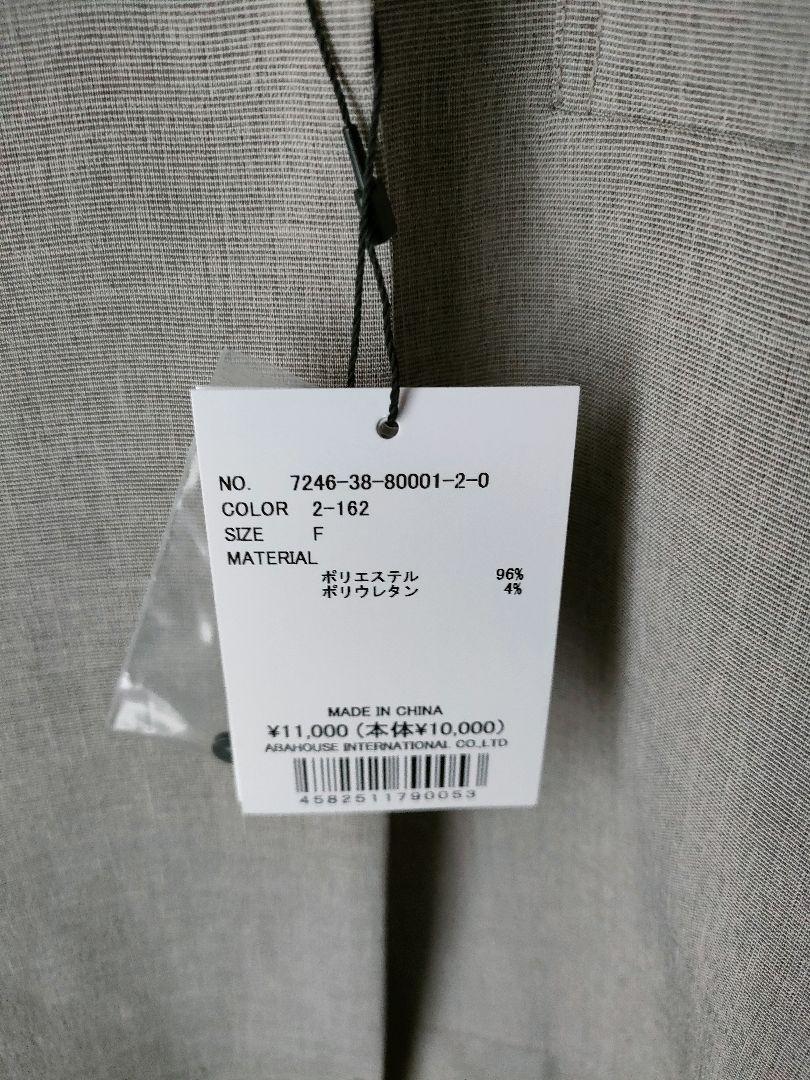 NO. 7246-38-80001-2-0
COLOR 2-162
SIZE F
MATERIAL
ポリエステル 96%
ポリウレタン 4%
MADE IN CHINA
¥11,000 (本体¥10,000)
ABAHOUSE INTERNATIONAL CO.,LTD
4582511790053